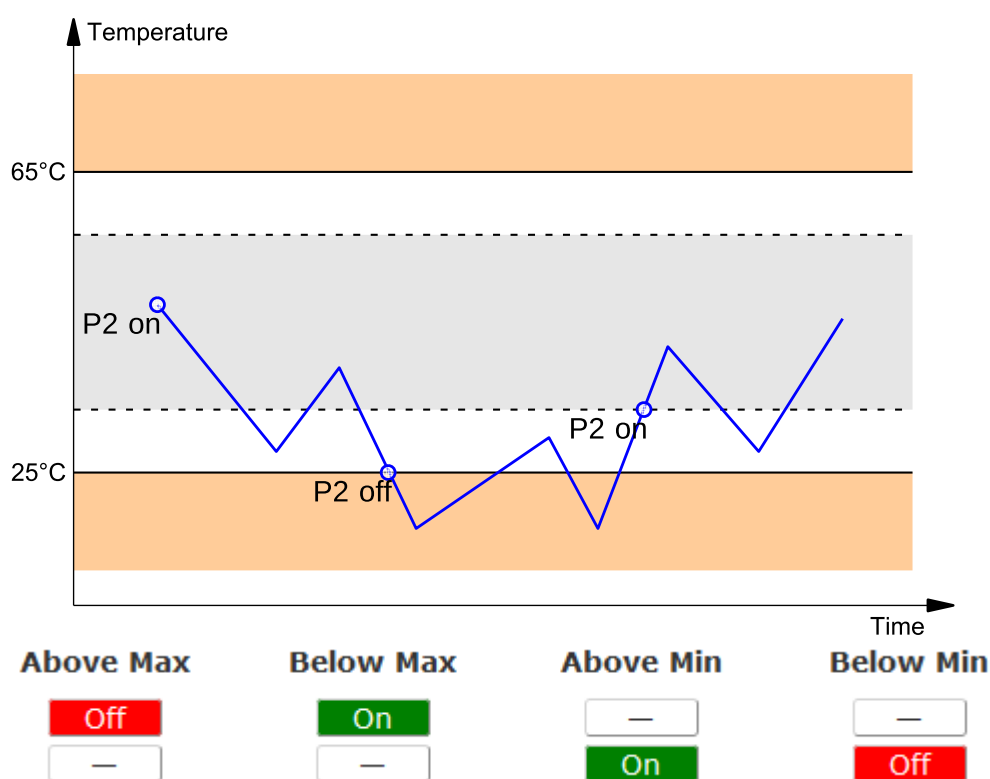 Temperature
65°C
P2 on
P2 on
25°C
P2 off
Time
Above Max Below Max Above Min Below Min
Off On — —
— — On Off